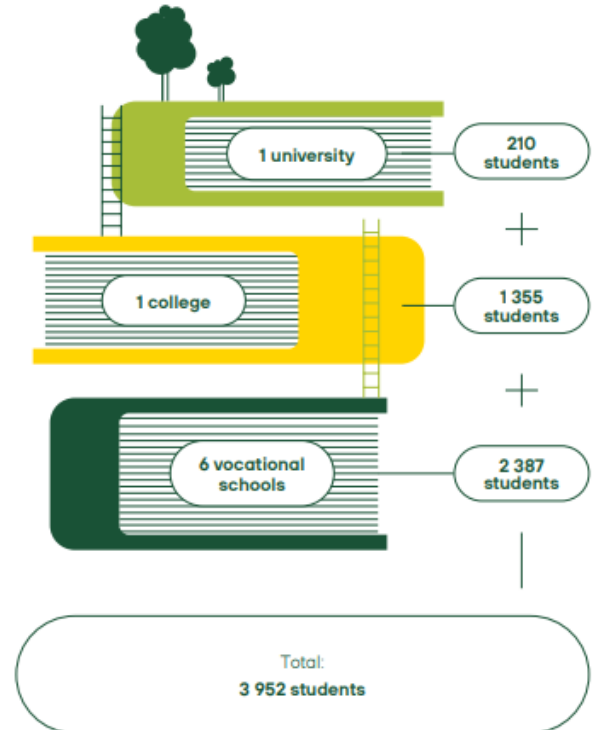 1 university
210
students
1 college
1 355
students
6 vocational
schools
2 387
students
Total:
3 952 students